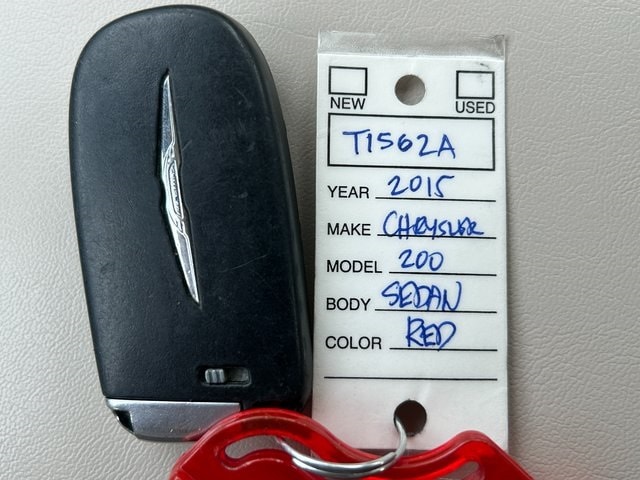 NEW USED
T1562A
YEAR 2015
MAKE CHRYSLER
MODEL 200
BODY SEDAN
COLOR RED